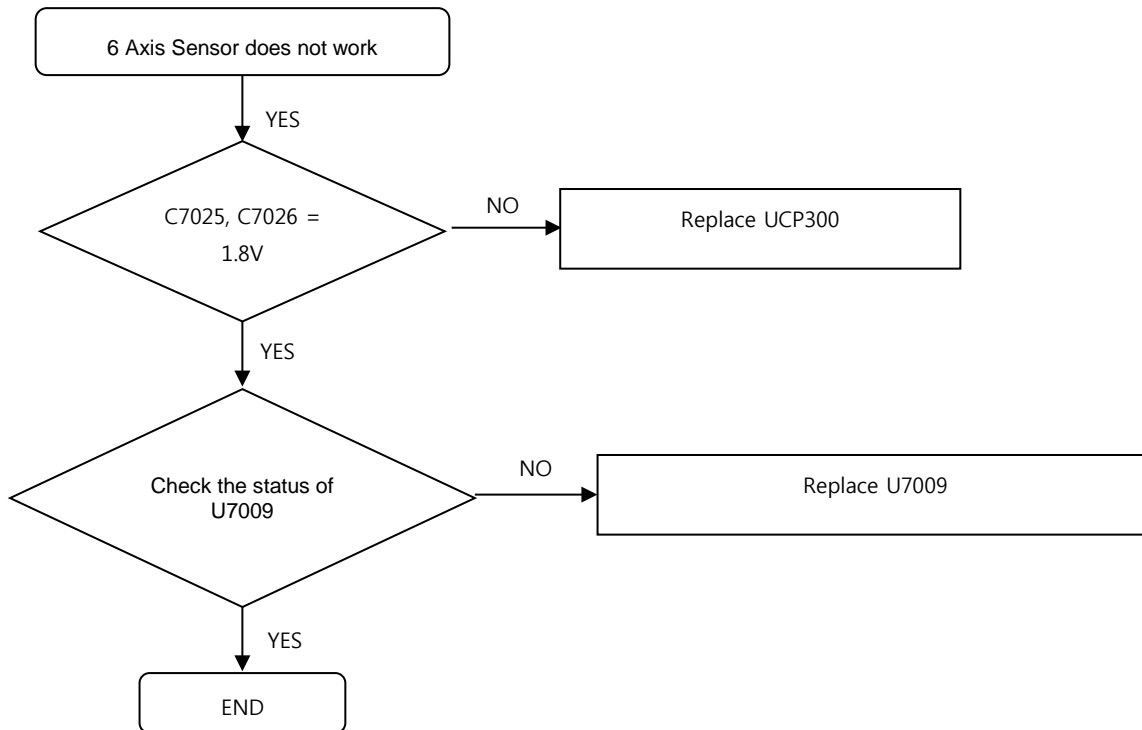 6 Axis Sensor does not work
YES
C7025, C7026 =
1.8V
NO
Replace UCP300
YES
Check the status of
U7009
NO
Replace U7009
YES
END